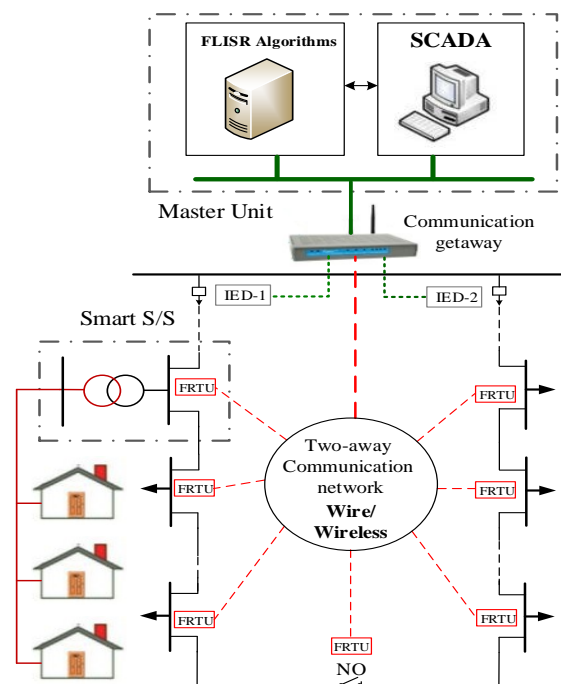 FLISR Algorithms
SCADA
Master Unit
Communication
getaway
IED-1
IED-2
Smart S/S
FRTU
FRTU
Two-away
Communication
network
Wire/
Wireless
FRTU
FRTU
FRTU
FRTU
FRTU
NO